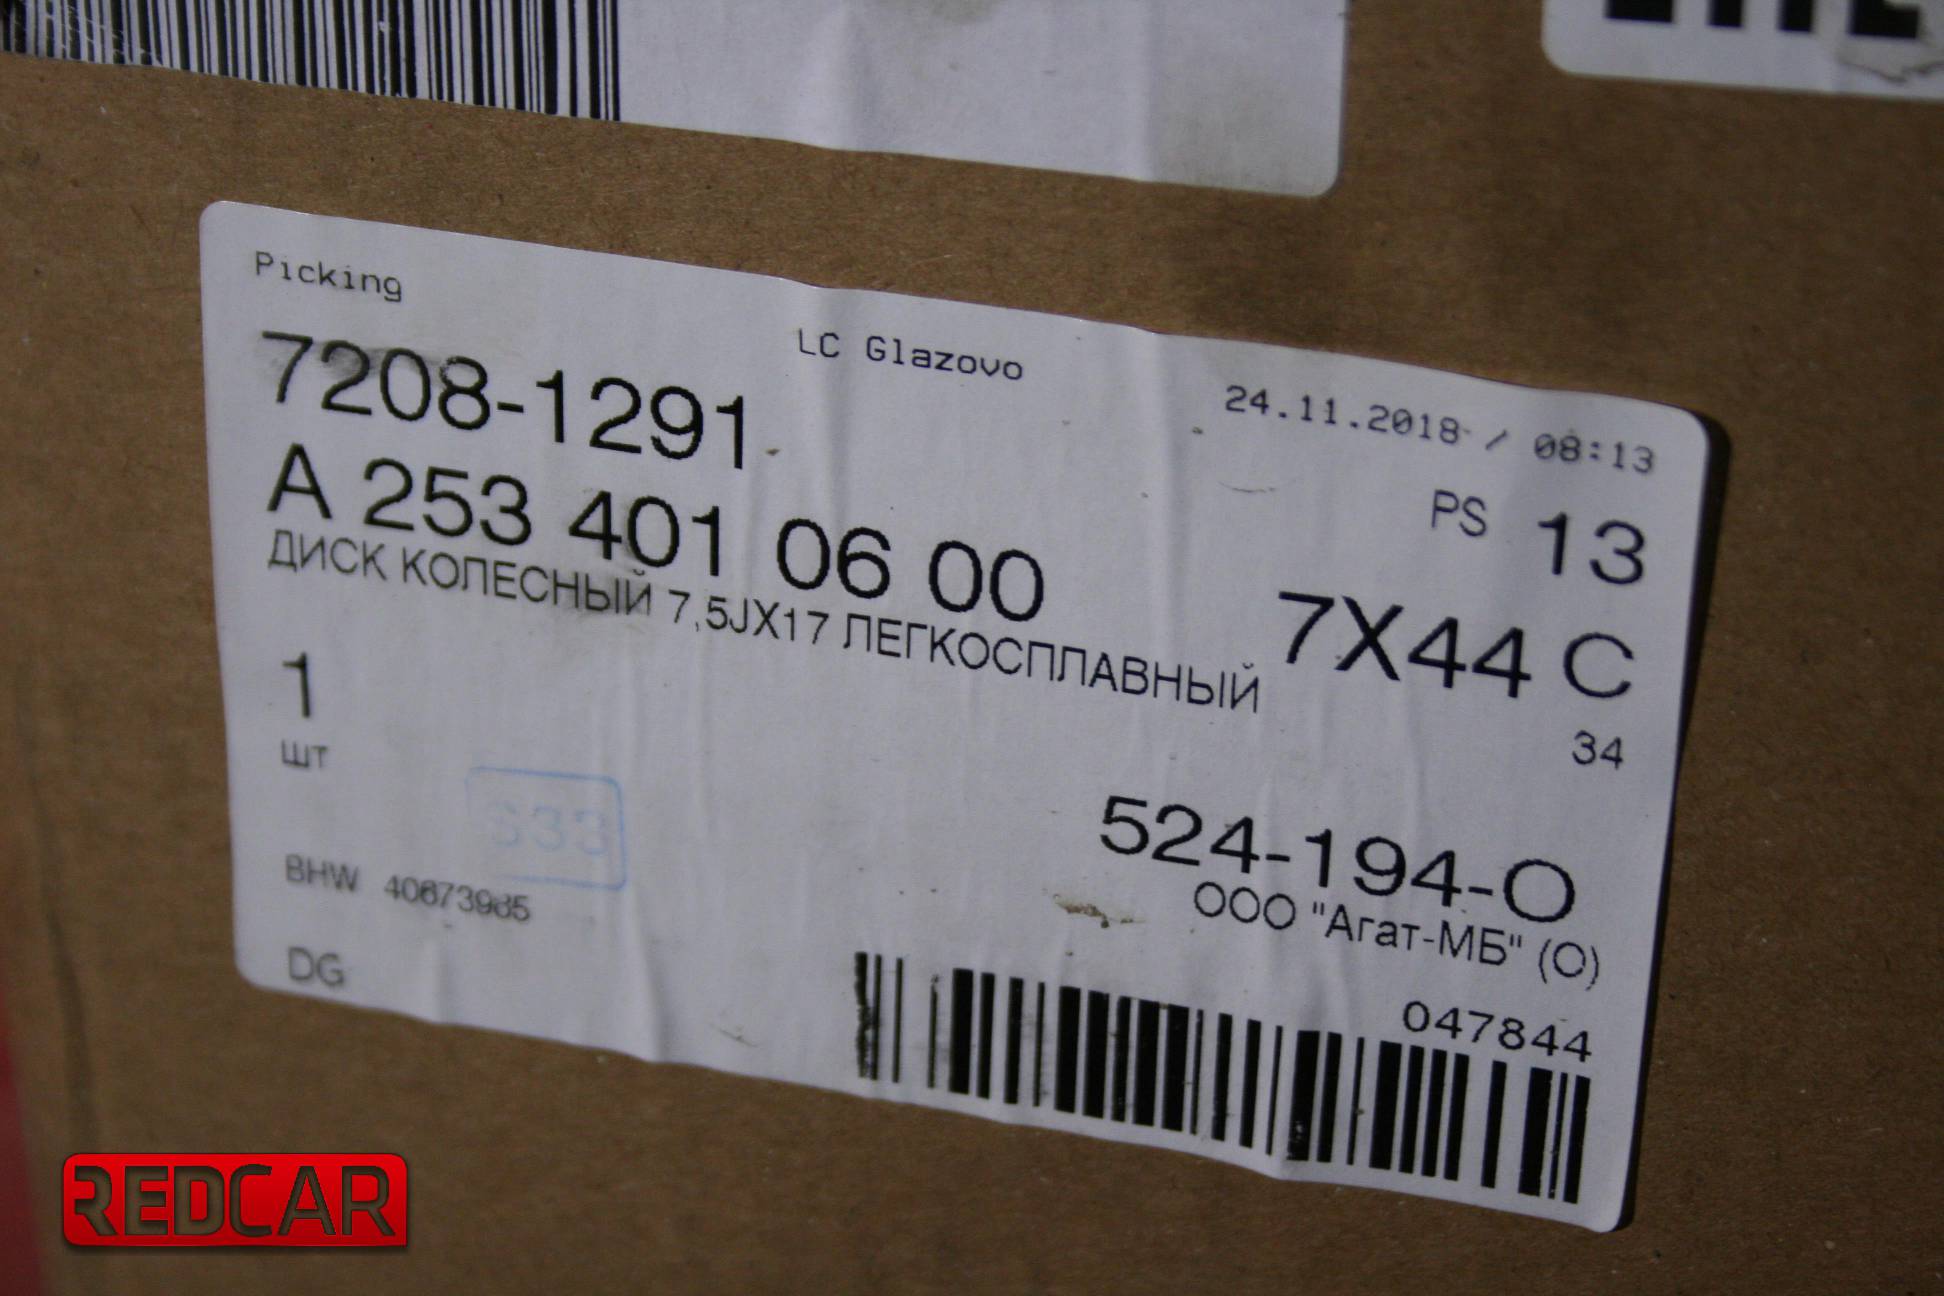 Picking
LC Glazovo
24.11.2018 / 08:13
7208-1291
PS 13
A 253 401 06 00
7X44 C
ДИСК КОЛЕСНЫЙ 7,5JX17 ЛЕГКОСПЛАВНЫЙ
34
1
шт
524-194-O
ООО "Агат-МБ" (О)
S33
BHW 40673985
DG
047844
REDCAR